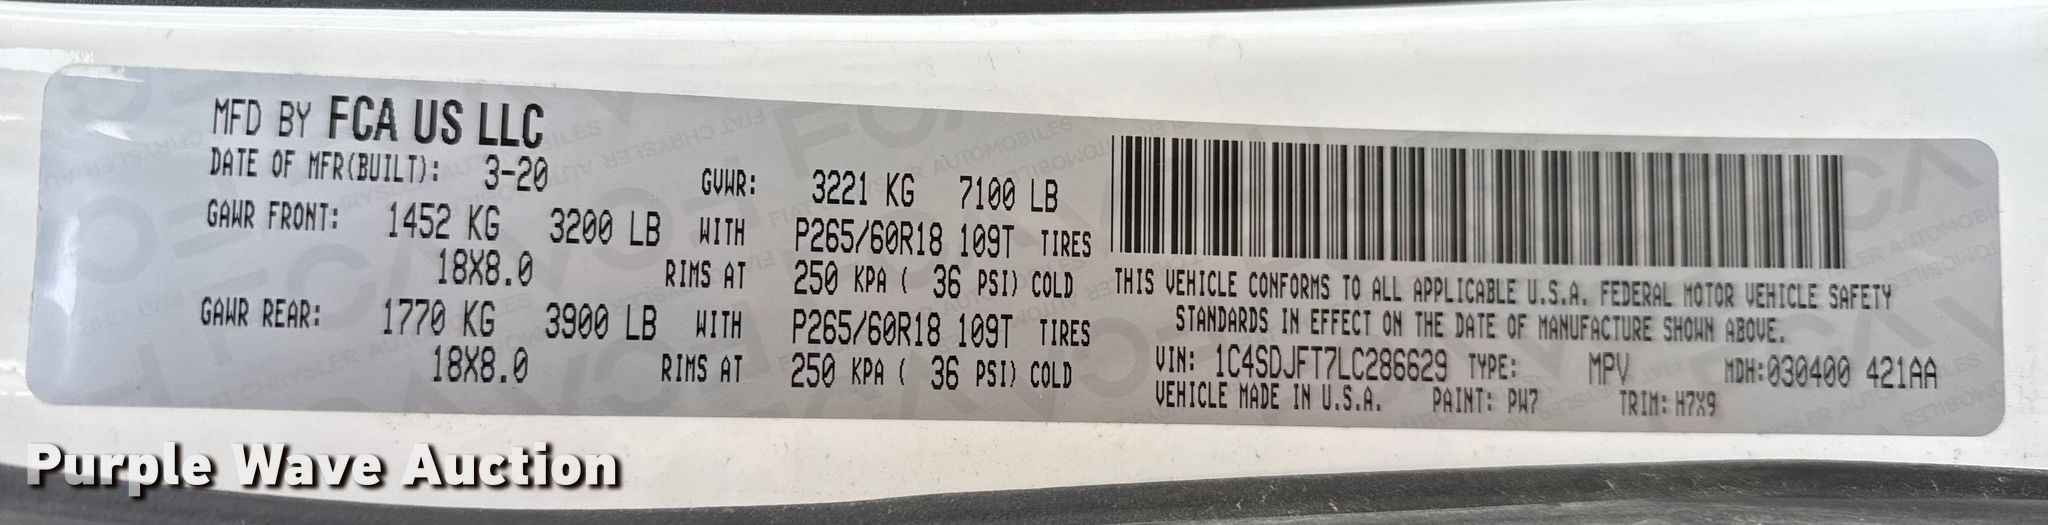 MFD BY FCA US LLC
DATE OF MFR(BUILT): 3-20 GVWR: 3221 KG 7100 LB
GAWR FRONT: 1452 KG 3200 LB WITH P265/60R18 109T TIRES
18X8.0 RIMS AT 250 KPA ( 36 PSI) COLD
GAWR REAR: 1770 KG 3900 LB WITH P265/60R18 109T TIRES
18X8.0 RIMS AT 250 KPA ( 36 PSI) COLD
THIS VEHICLE CONFORMS TO ALL APPLICABLE U.S.A. FEDERAL MOTOR VEHICLE SAFETY
STANDARDS IN EFFECT ON THE DATE OF MANUFACTURE SHOWN ABOVE.
VIN: 1C4SDJFT7LC286629 TYPE: MPV MDH:030400 421AA
VEHICLE MADE IN U.S.A. PAINT: PW7 TRIM: H7X9
Purple Wave Auction